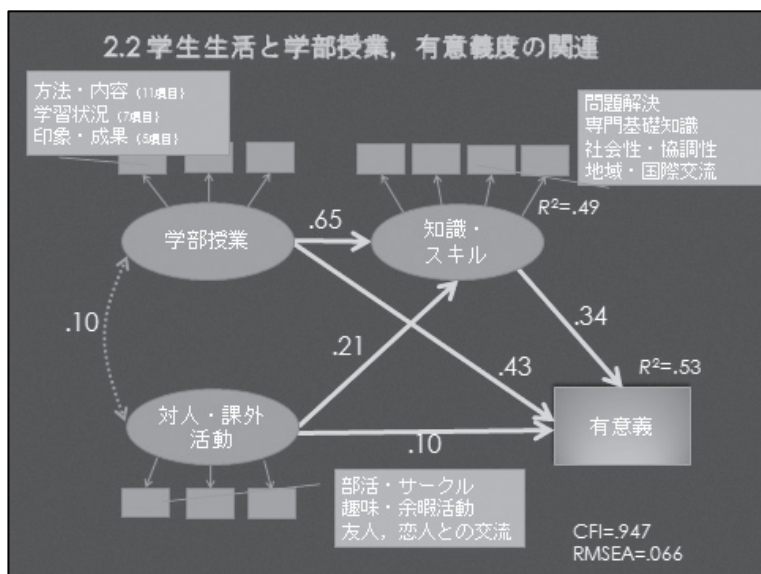 2.2 学生生活と学部授業，有意義度の関連
方法・内容（11項目}
学習状況（7項目}
印象・成果（5項目}
問題解決
専門基礎知識
社会性・協調性
地域・国際交流
R²=.49
学部授業
.65
知識・
スキル
.10
.21
.43
.34
R²=.53
対人・課外
活動
.10
有意義
部活・サークル
趣味・余暇活動
友人，恋人との交流
CFI=.947
RMSEA=.066